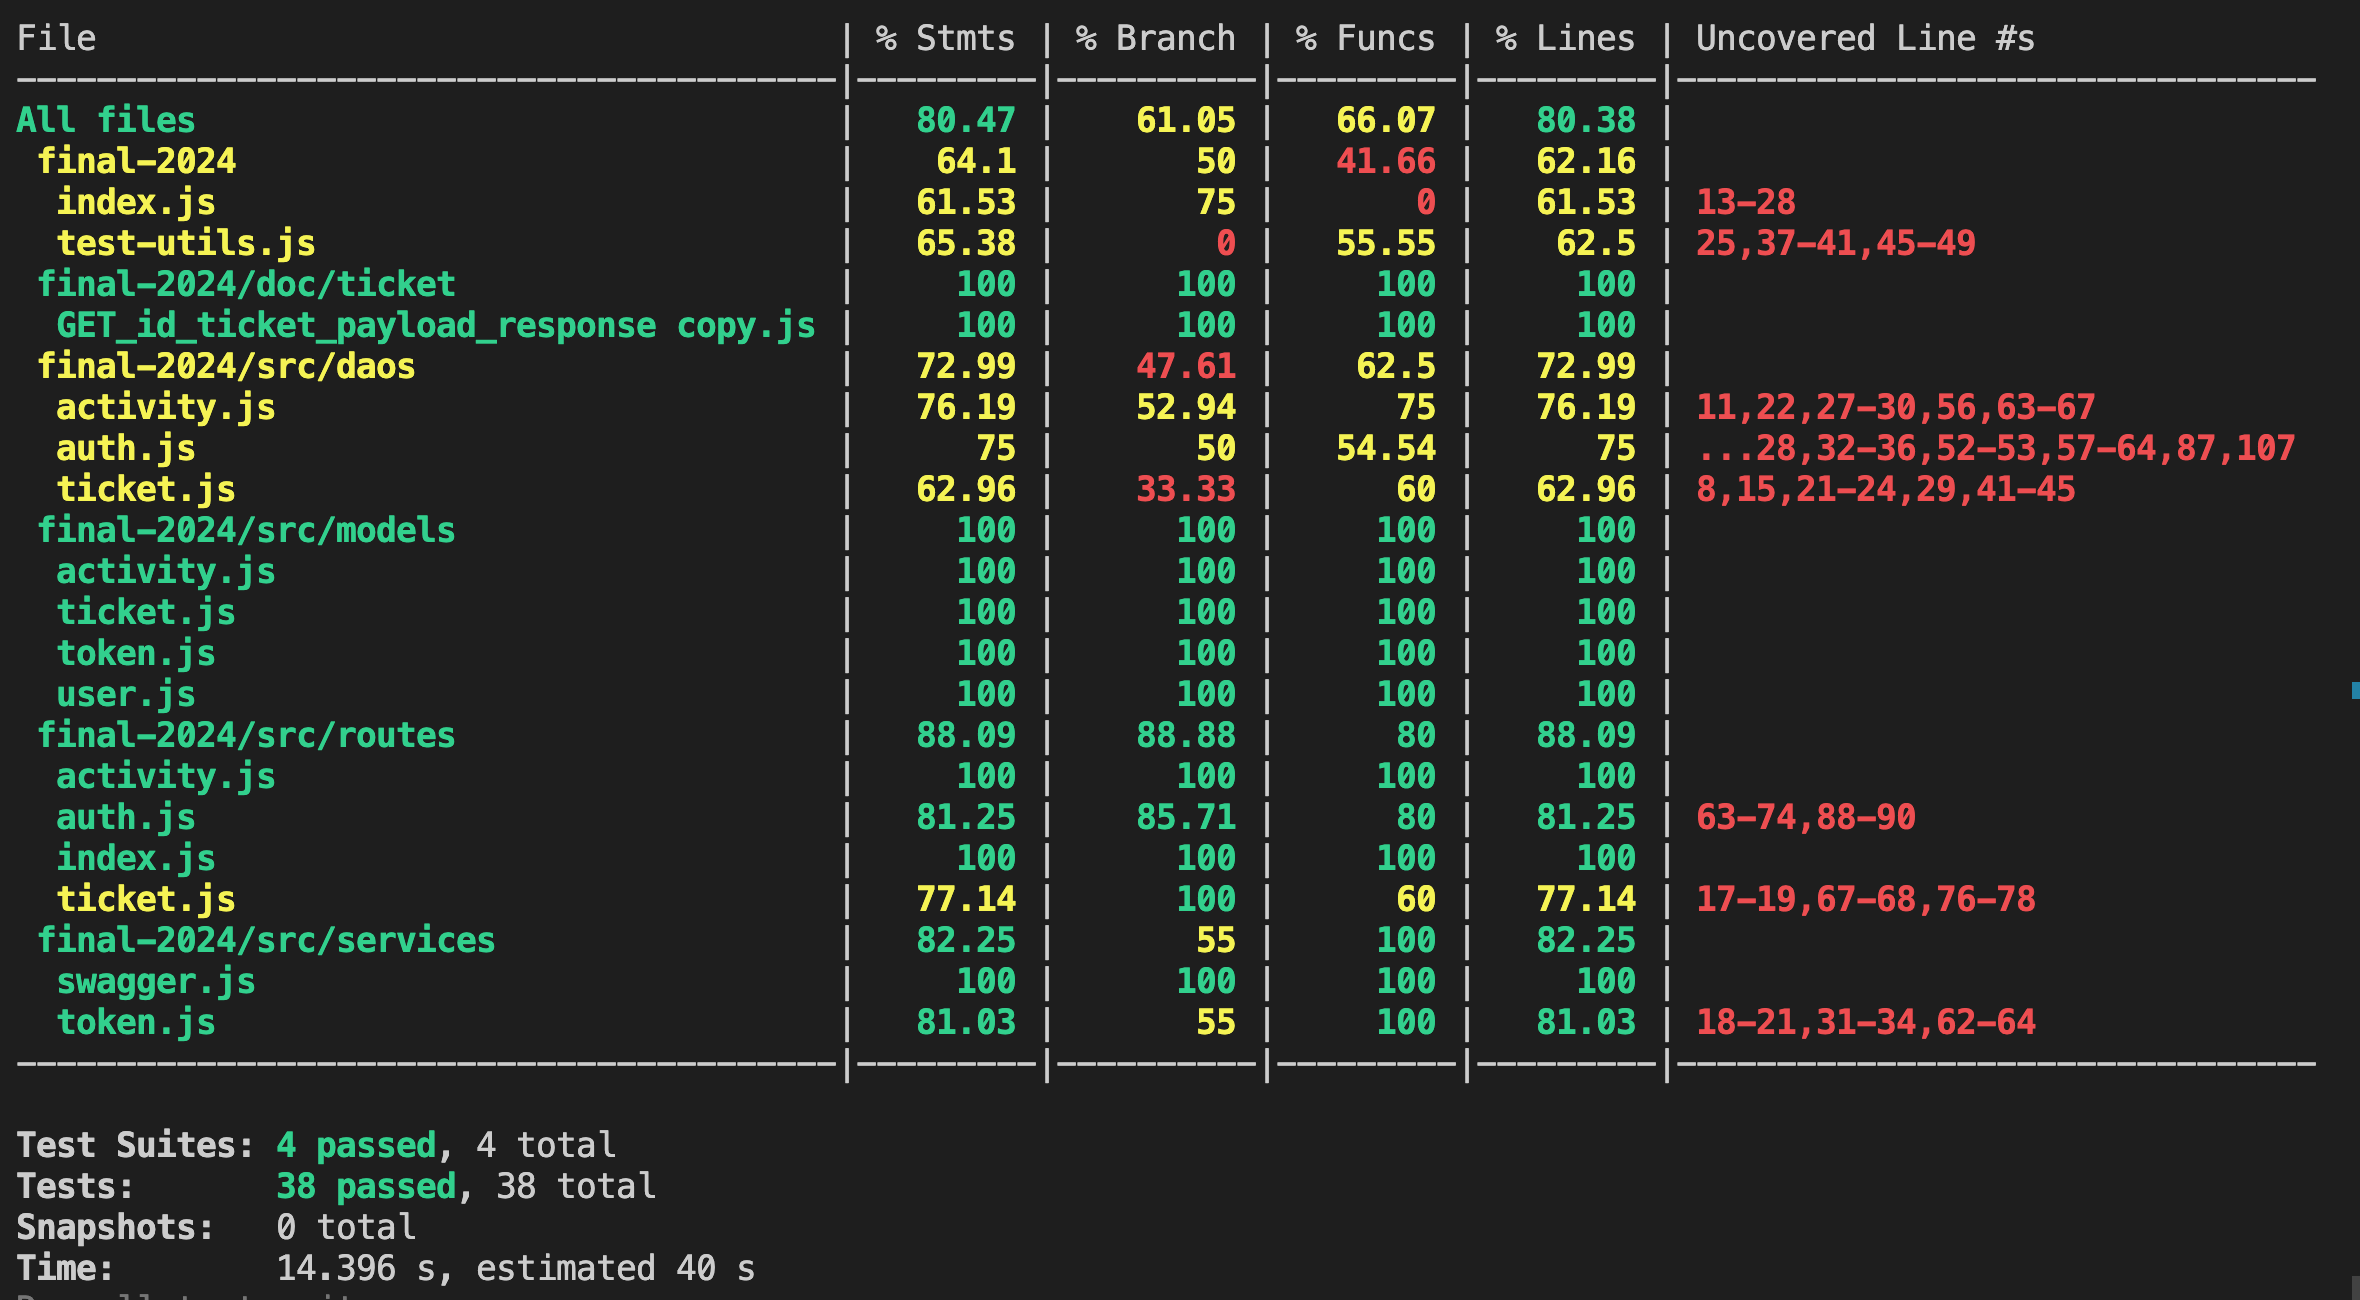 File | % Stmts | % Branch | % Funcs | % Lines | Uncovered Line #s
-----------------------------------------|---------|----------|---------|---------|--------------------------------
All files | 80.47 | 61.05 | 66.07 | 80.38 |
final-2024 | 64.1 | 50 | 41.66 | 62.16 |
index.js | 61.53 | 75 | 0 | 61.53 | 13-28
test-utils.js | 65.38 | 0 | 55.55 | 62.5 | 25,37-41,45-49
final-2024/doc/ticket | 100 | 100 | 100 | 100 |
GET_id_ticket_payload_response copy.js | 100 | 100 | 100 | 100 |
final-2024/src/daos | 72.99 | 47.61 | 62.5 | 72.99 |
activity.js | 76.19 | 52.94 | 75 | 76.19 | 11,22,27-30,56,63-67
auth.js | 75 | 50 | 54.54 | 75 | ...28,32-36,52-53,57-64,87,107
ticket.js | 62.96 | 33.33 | 60 | 62.96 | 8,15,21-24,29,41-45
final-2024/src/models | 100 | 100 | 100 | 100 |
activity.js | 100 | 100 | 100 | 100 |
ticket.js | 100 | 100 | 100 | 100 |
token.js | 100 | 100 | 100 | 100 |
user.js | 100 | 100 | 100 | 100 |
final-2024/src/routes | 88.09 | 88.88 | 80 | 88.09 |
activity.js | 100 | 100 | 100 | 100 |
auth.js | 81.25 | 85.71 | 80 | 81.25 | 63-74,88-90
index.js | 100 | 100 | 100 | 100 |
ticket.js | 77.14 | 100 | 60 | 77.14 | 17-19,67-68,76-78
final-2024/src/services | 82.25 | 55 | 100 | 82.25 |
swagger.js | 100 | 100 | 100 | 100 |
token.js | 81.03 | 55 | 100 | 81.03 | 18-21,31-34,62-64
-----------------------------------------|---------|----------|---------|---------|--------------------------------
Test Suites: 4 passed, 4 total
Tests: 38 passed, 38 total
Snapshots: 0 total
Time: 14.396 s, estimated 40 s